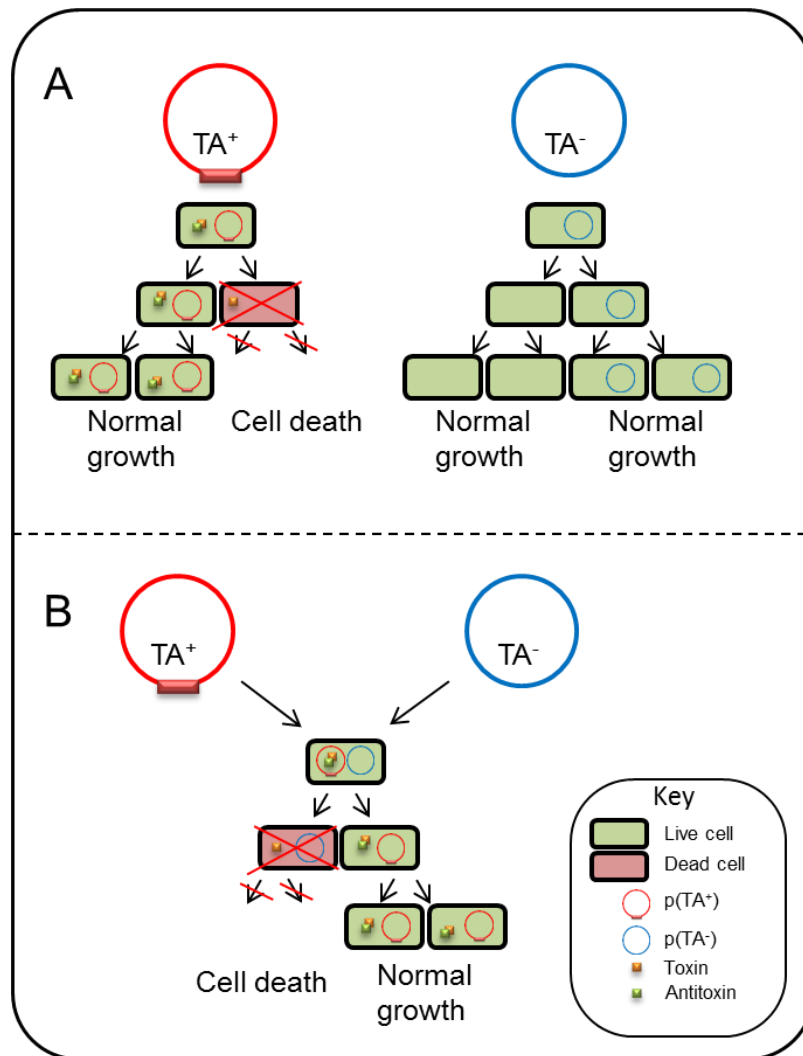 A
TA⁺
TA⁻
Normal
growth
Cell death
Normal
growth
Normal
growth
B
TA⁺
TA⁻
Cell death
Normal
growth
Key
Live cell
Dead cell
p(TA⁺)
p(TA⁻)
Toxin
Antitoxin